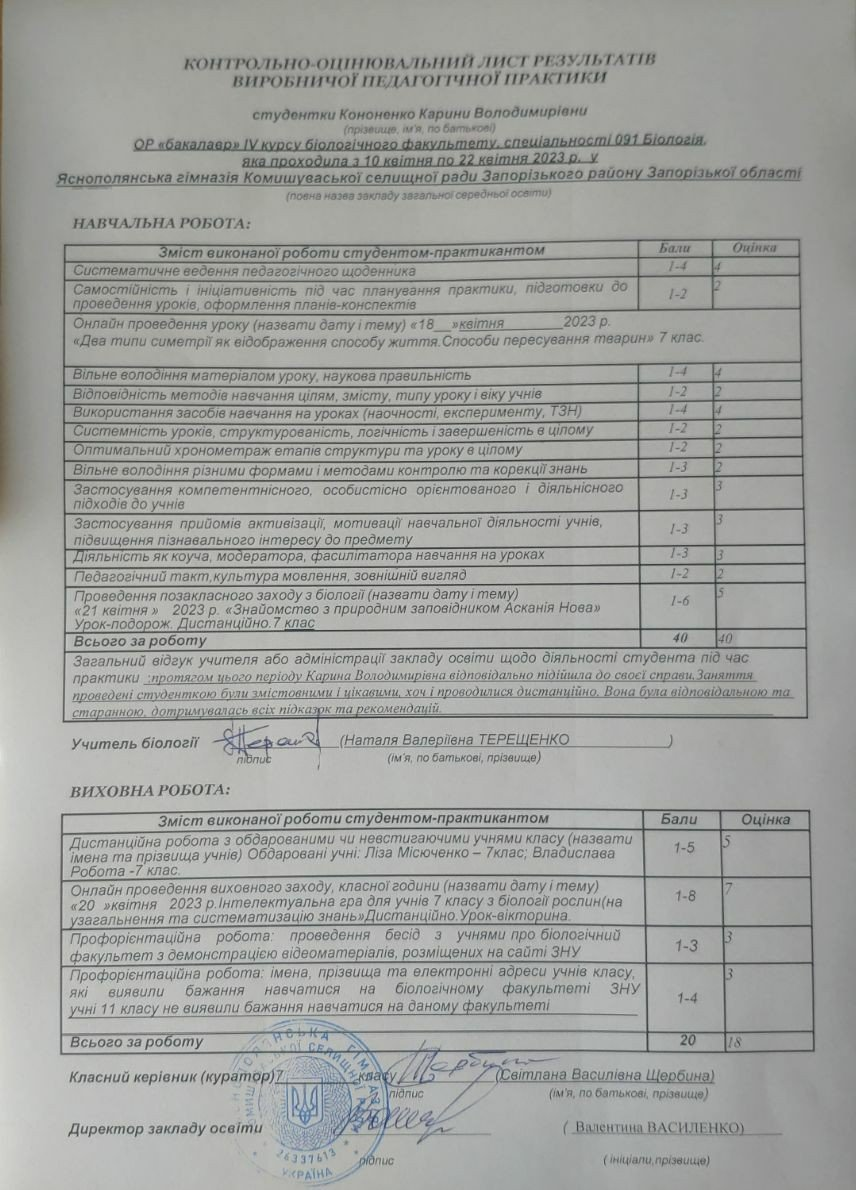 КОНТРОЛЬНО-ОЦІНЮВАЛЬНИЙ ЛИСТ РЕЗУЛЬТАТІВ
ВИРОБНИЧОЇ ПЕДАГОГІЧНОЇ ПРАКТИКИ
студентки Кононенко Карини Володимирівни
(прізвище, ім'я, по батькові)
ОР «бакалавр» IV курсу біологічного факультету, спеціальності 091 Біологія,
яка проходила з 10 квітня по 22 квітня 2023 р. у
Яснополянська гімназія Комишуваської селищної ради Запорізького району Запорізької області
(повна назва закладу загальної середньої освіти)
НАВЧАЛЬНА РОБОТА:
Зміст виконаної роботи студентом-практикантом Бали Оцінка
Систематичне ведення педагогічного щоденника 1-4 4
Самостійність і ініціативність під час планування практики, підготовки до
проведення уроків, оформлення планів-конспектів 1-2 2
Онлайн проведення уроку (назвати дату і тему) «18__»квітня________2023 р.
«Два типи симетрії як відображення способу життя.Способи пересування тварин» 7 клас.
Вільне володіння матеріалом уроку, наукова правильність 1-4 4
Відповідність методів навчання цілям, змісту, типу уроку і віку учнів 1-2 2
Використання засобів навчання на уроках (наочності, експерименту, ТЗН) 1-4 4
Системність уроків, структурованість, логічність і завершеність в цілому 1-2 2
Оптимальний хронометраж етапів структури та уроку в цілому 1-2 2
Вільне володіння різними формами і методами контролю та корекції знань 1-3 2
Застосування компетентнісного, особистісно орієнтованого і діяльнісного
підходів до учнів 1-3 3
Застосування прийомів активізації, мотивації навчальної діяльності учнів,
підвищення пізнавального інтересу до предмету 1-3 3
Діяльність як коуча, модератора, фасилітатора навчання на уроках 1-3 3
Педагогічний такт,культура мовлення, зовнішній вигляд 1-2 2
Проведення позакласного заходу з біології (назвати дату і тему)
«21 квітня » 2023 р. «Знайомство з природним заповідником Асканія Нова» 1-6 5
Урок-подорож. Дистанційно.7 клас
Всього за роботу 40 40
Загальний відгук учителя або адміністрації закладу освіти щодо діяльності студента під час
практики :протягом цього періоду Карина Володимирівна відповідально підійшла до своєї справи.Заняття
проведені студенткою були змістовними і цікавими, хоч і проводилися дистанційно. Вона була відповідальною та
старанною, дотримувалась всіх підказок та рекомендацій.
Учитель біології (Наталя Валеріївна ТЕРЕЩЕНКО )
підпис (ім'я, по батькові, прізвище)
ВИХОВНА РОБОТА:
Зміст виконаної роботи студентом-практикантом Бали Оцінка
Дистанційна робота з обдарованими чи невстигаючими учнями класу (назвати
імена та прізвища учнів) Обдаровані учні: Ліза Місюченко – 7клас; Владислава 1-5 5
Робота -7 клас.
Онлайн проведення виховного заходу, класної години (назвати дату і тему)
«20 »квітня 2023 р.Інтелектуальна гра для учнів 7 класу з біології рослин(на 1-8 7
узагальнення та систематизацію знань»Дистанційно.Урок-вікторина.
Профорієнтаційна робота: проведення бесід з учнями про біологічний
факультет з демонстрацією відеоматеріалів, розміщених на сайті ЗНУ 1-3 3
Профорієнтаційна робота: імена, прізвища та електронні адреси учнів класу,
які виявили бажання навчатися на біологічному факультеті ЗНУ 1-4 3
учні 11 класу не виявили бажання навчатися на даному факультеті
Всього за роботу 20 18
Класний керівник (куратор)7 класу (Світлана Василівна Щербина)
підпис (ім'я, по батькові, прізвище)
Директор закладу освіти ( Валентина ВАСИЛЕНКО)
підпис ( ініціали,прізвище)
26337613
УКРАЇНА